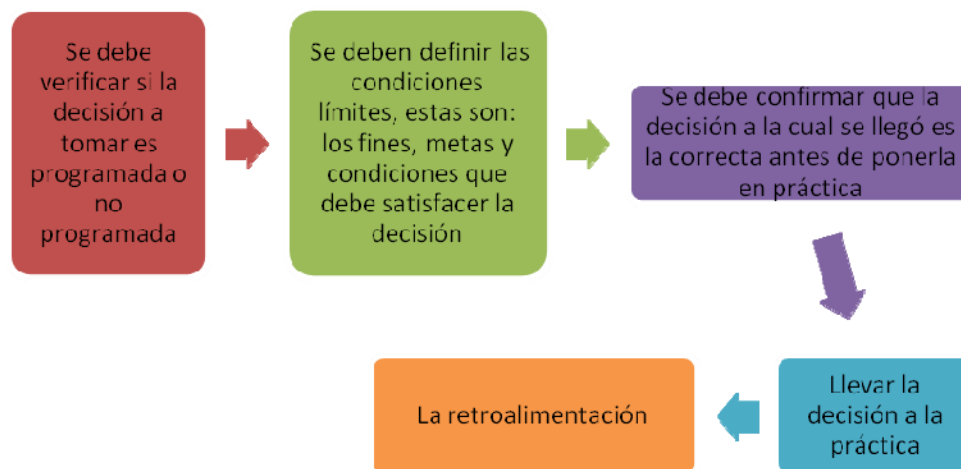 Se debe
verificar si la
decisión a
tomar es
programada o
no
programada
Se deben definir las
condiciones
límites, estas son:
los fines, metas y
condiciones que
debe satisfacer la
decisión
Se debe confirmar que la
decisión a la cual se llegó es
la correcta antes de ponerla
en práctica
Llevar la
decisión a la
práctica
La retroalimentación